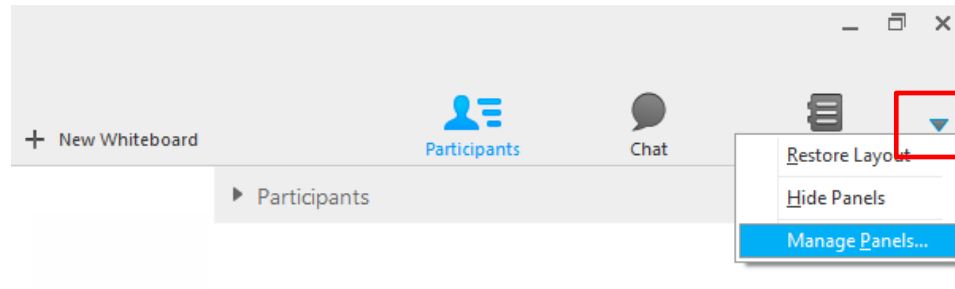 + New Whiteboard
Participants
Chat
Restore Layout
Participants
Hide Panels
Manage Panels...